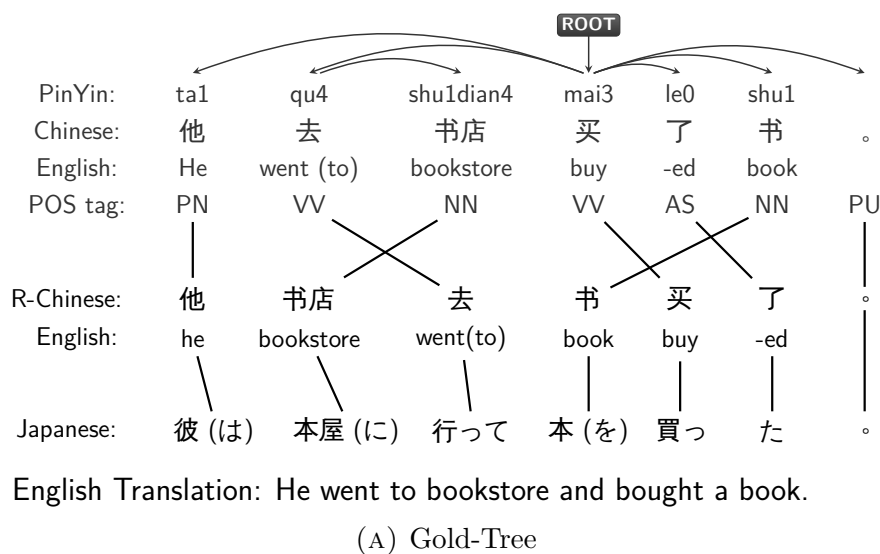 ROOT
PinYin: ta1 qu4 shu1dian4 mai3 le0 shu1
Chinese: 他 去 书店 买 了 书 。
English: He went (to) bookstore buy -ed book
POS tag: PN VV NN VV AS NN PU
R-Chinese: 他 书店 去 书 买 了 。
English: he bookstore went(to) book buy -ed
Japanese: 彼 (は) 本屋 (に) 行って 本 (を) 買っ た 。
English Translation: He went to bookstore and bought a book.
(A) Gold-Tree